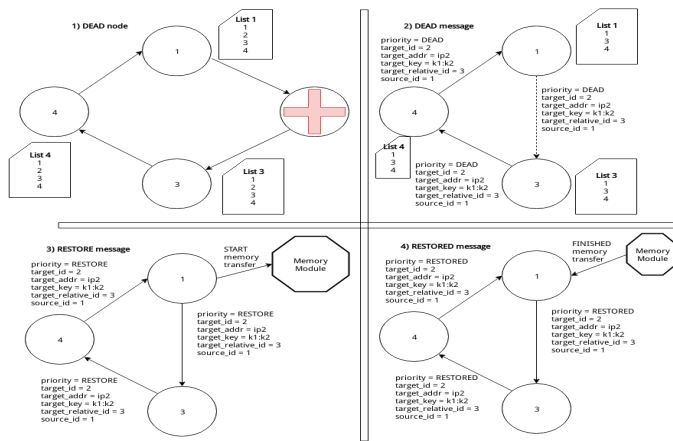 1) DEAD node
List 1
1
2
3
4
1
4
List 4
1
2
3
4
3
List 3
1
2
3
4
2) DEAD message
List 1
1
3
4
priority = DEAD
target_id = 2
target_addr = ip2
target_key = k1:k2
target_relative_id = 3
source_id = 1
1
priority = DEAD
target_id = 2
target_addr = ip2
target_key = k1:k2
target_relative_id = 3
source_id = 1
4
List 4
1
3
4
priority = DEAD
target_id = 2
target_addr = ip2
target_key = k1:k2
target_relative_id = 3
source_id = 1
3
List 3
1
3
4
3) RESTORE message
priority = RESTORE
target_id = 2
target_addr = ip2
target_key = k1:k2
target_relative_id = 3
source_id = 1
1
START
memory
transfer
Memory
Module
priority = RESTORE
target_id = 2
target_addr = ip2
target_key = k1:k2
target_relative_id = 3
source_id = 1
4
priority = RESTORE
target_id = 2
target_addr = ip2
target_key = k1:k2
target_relative_id = 3
source_id = 1
3
4) RESTORED message
priority = RESTORED
target_id = 2
target_addr = ip2
target_key = k1:k2
target_relative_id = 3
source_id = 1
1
FINISHED
memory
transfer
Memory
Module
priority = RESTORED
target_id = 2
target_addr = ip2
target_key = k1:k2
target_relative_id = 3
source_id = 1
4
priority = RESTORED
target_id = 2
target_addr = ip2
target_key = k1:k2
target_relative_id = 3
source_id = 1
3